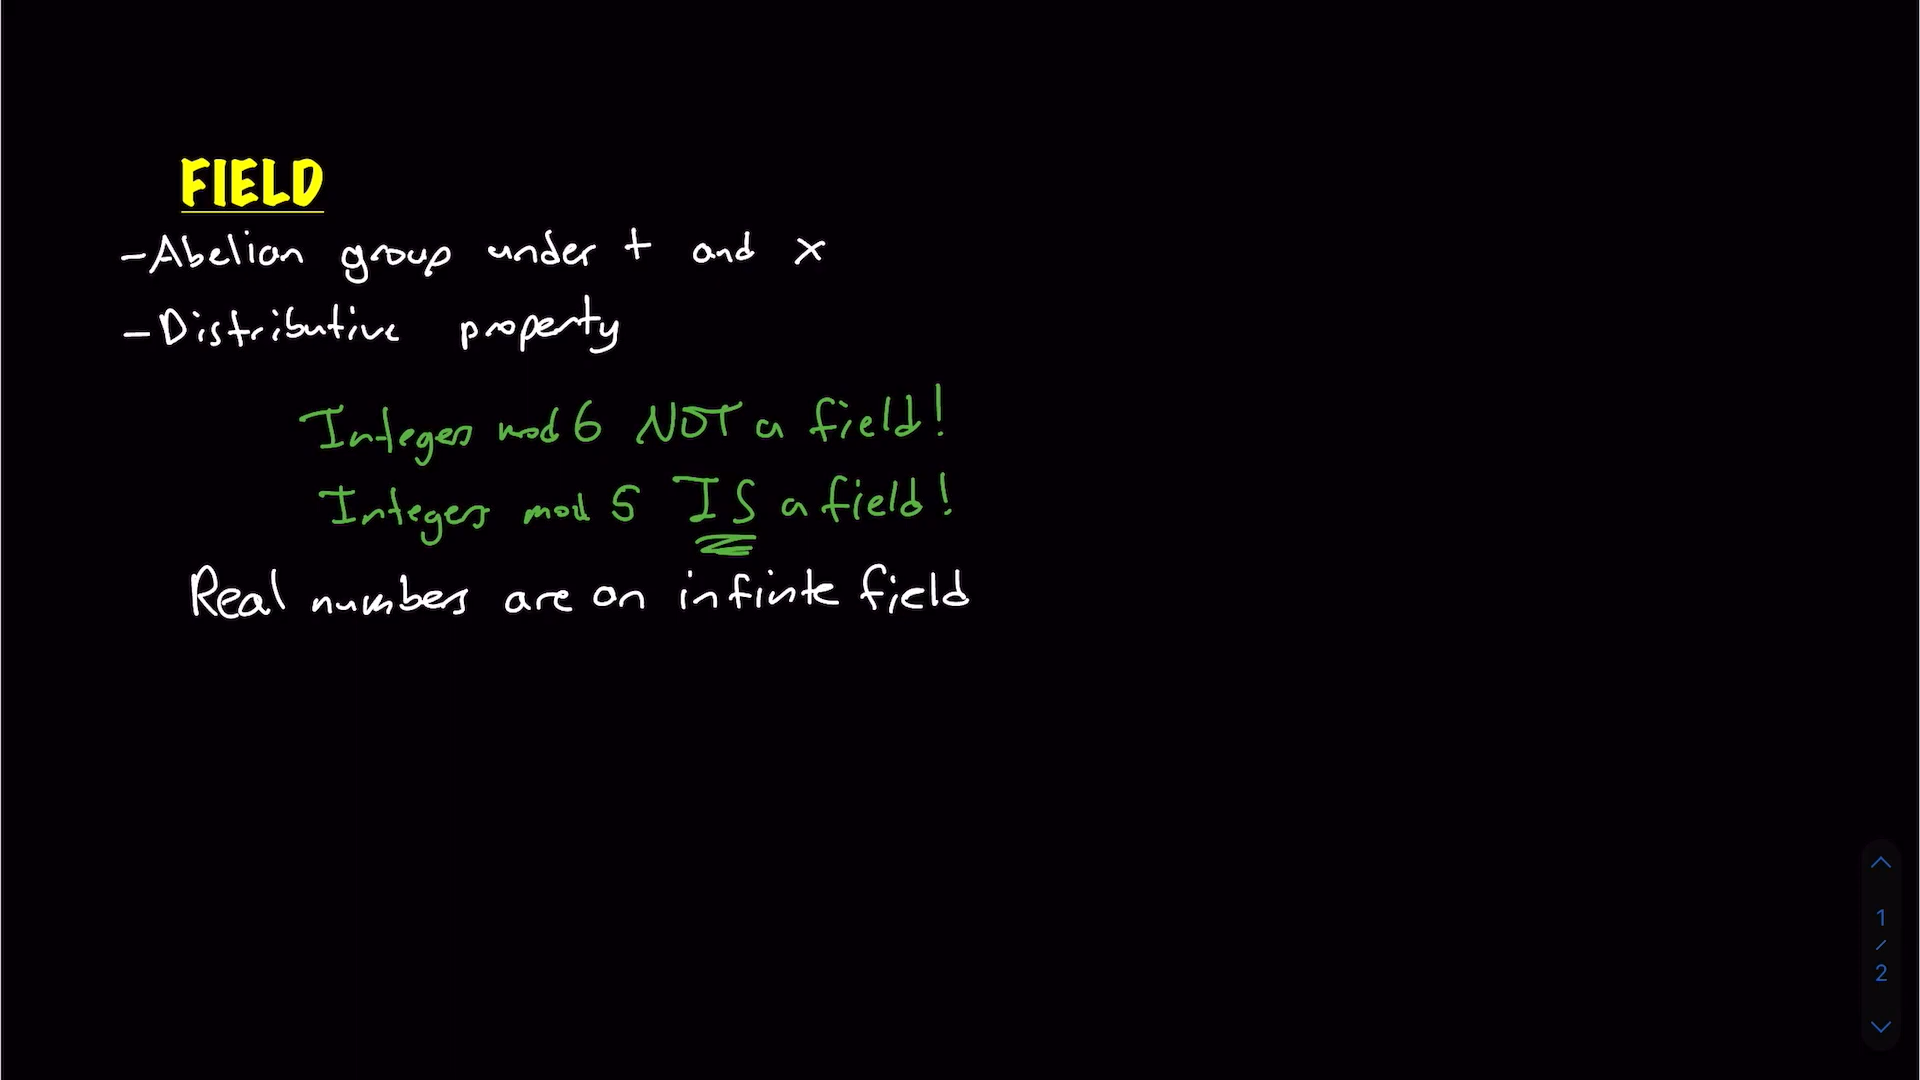 FIELD
-Abelian group under + and x
-Distributive property
Integers mod 6 NOT a field!
Integers mod 5 IS a field!
Real numbers are an infinite field
1
/
2